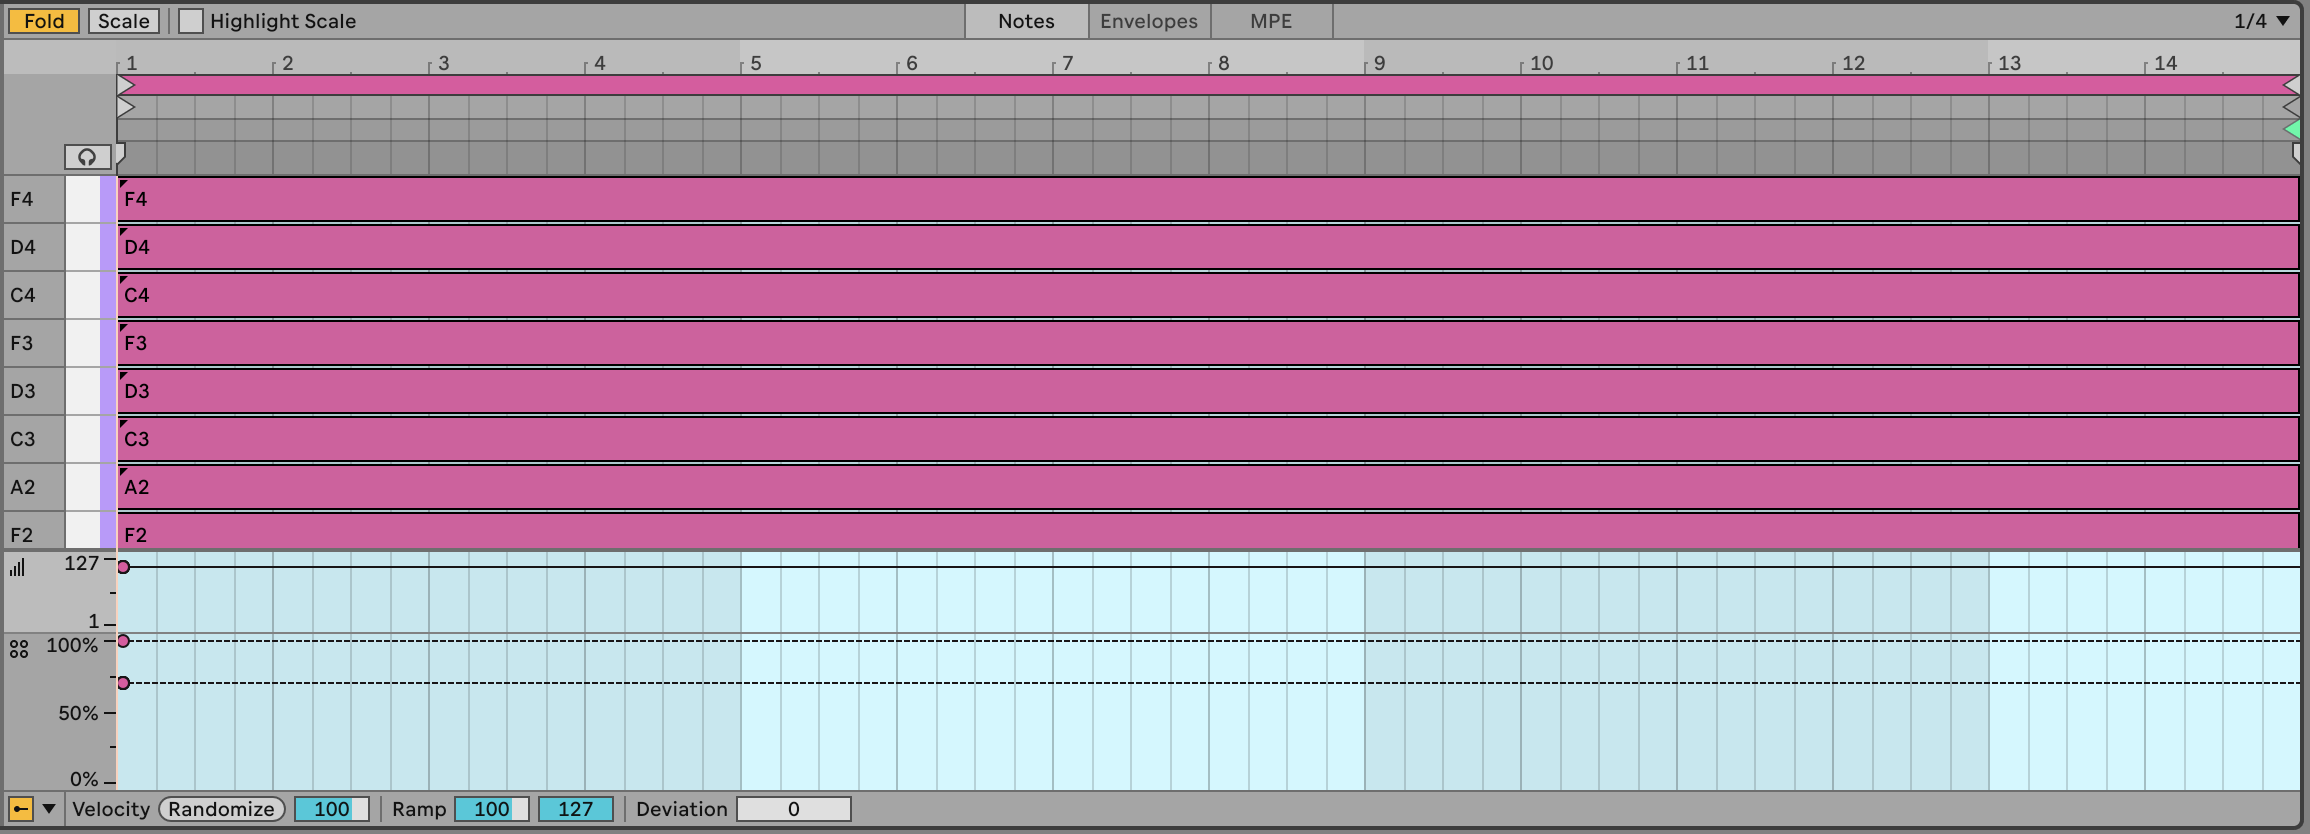 Fold Scale Highlight Scale Notes Envelopes MPE 1/4
1 2 3 4 5 6 7 8 9 10 11 12 13 14
F4 F4
D4 D4
C4 C4
F3 F3
D3 D3
C3 C3
A2 A2
F2 F2
127
1
100%
50%
0%
Velocity Randomize 100 Ramp 100 127 Deviation 0